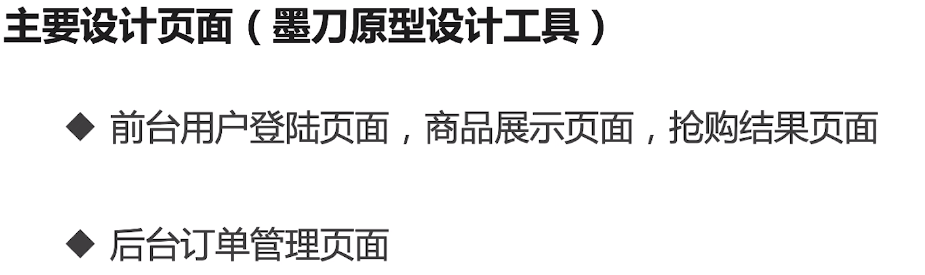 主要设计页面（墨刀原型设计工具）
◆ 前台用户登陆页面，商品展示页面，抢购结果页面
◆ 后台订单管理页面